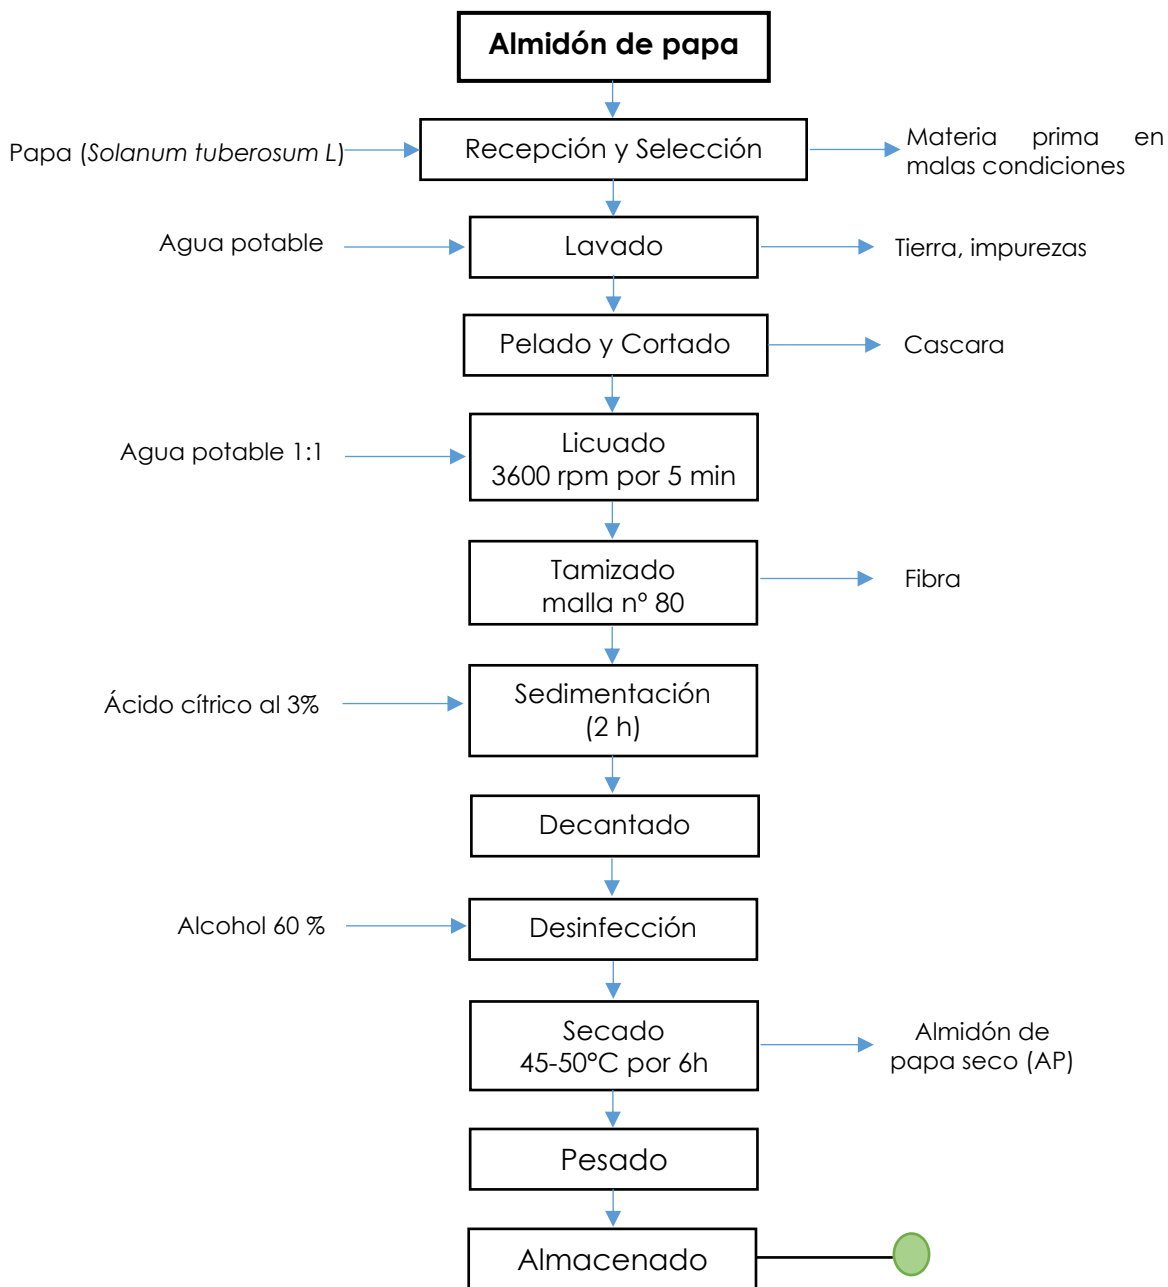 Almidón de papa
Papa (Solanum tuberosum L)
Recepción y Selección
Materia prima en
malas condiciones
Agua potable
Lavado
Tierra, impurezas
Pelado y Cortado
Cascara
Agua potable 1:1
Licuado
3600 rpm por 5 min
Tamizado
malla nº 80
Fibra
Ácido cítrico al 3%
Sedimentación
(2 h)
Decantado
Alcohol 60 %
Desinfección
Secado
45-50°C por 6h
Almidón de
papa seco (AP)
Pesado
Almacenado